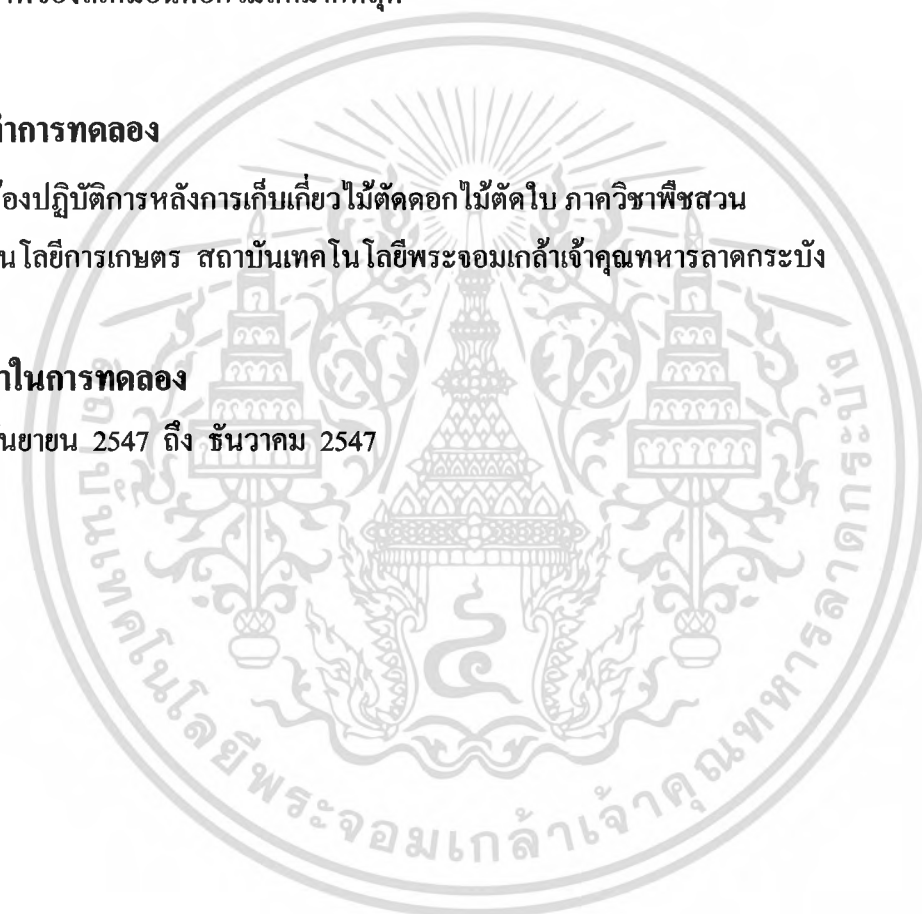 ทำการทดลอง
องปฏิบัติการหลังการเก็บเกี่ยวไม้ตัดดอกไม้ตัดใบ ภาควิชาพืชสวน
นโลยีการเกษตร สถาบันเทคโนโลยีพระจอมเกล้าเจ้าคุณทหารลาดกระบัง
าในการทดลอง
นยายน 2547 ถึง ธันวาคม 2547
สถาบันเทคโนโลยีพระจอมเกล้าเจ้าคุณทหารลาดกระบัง